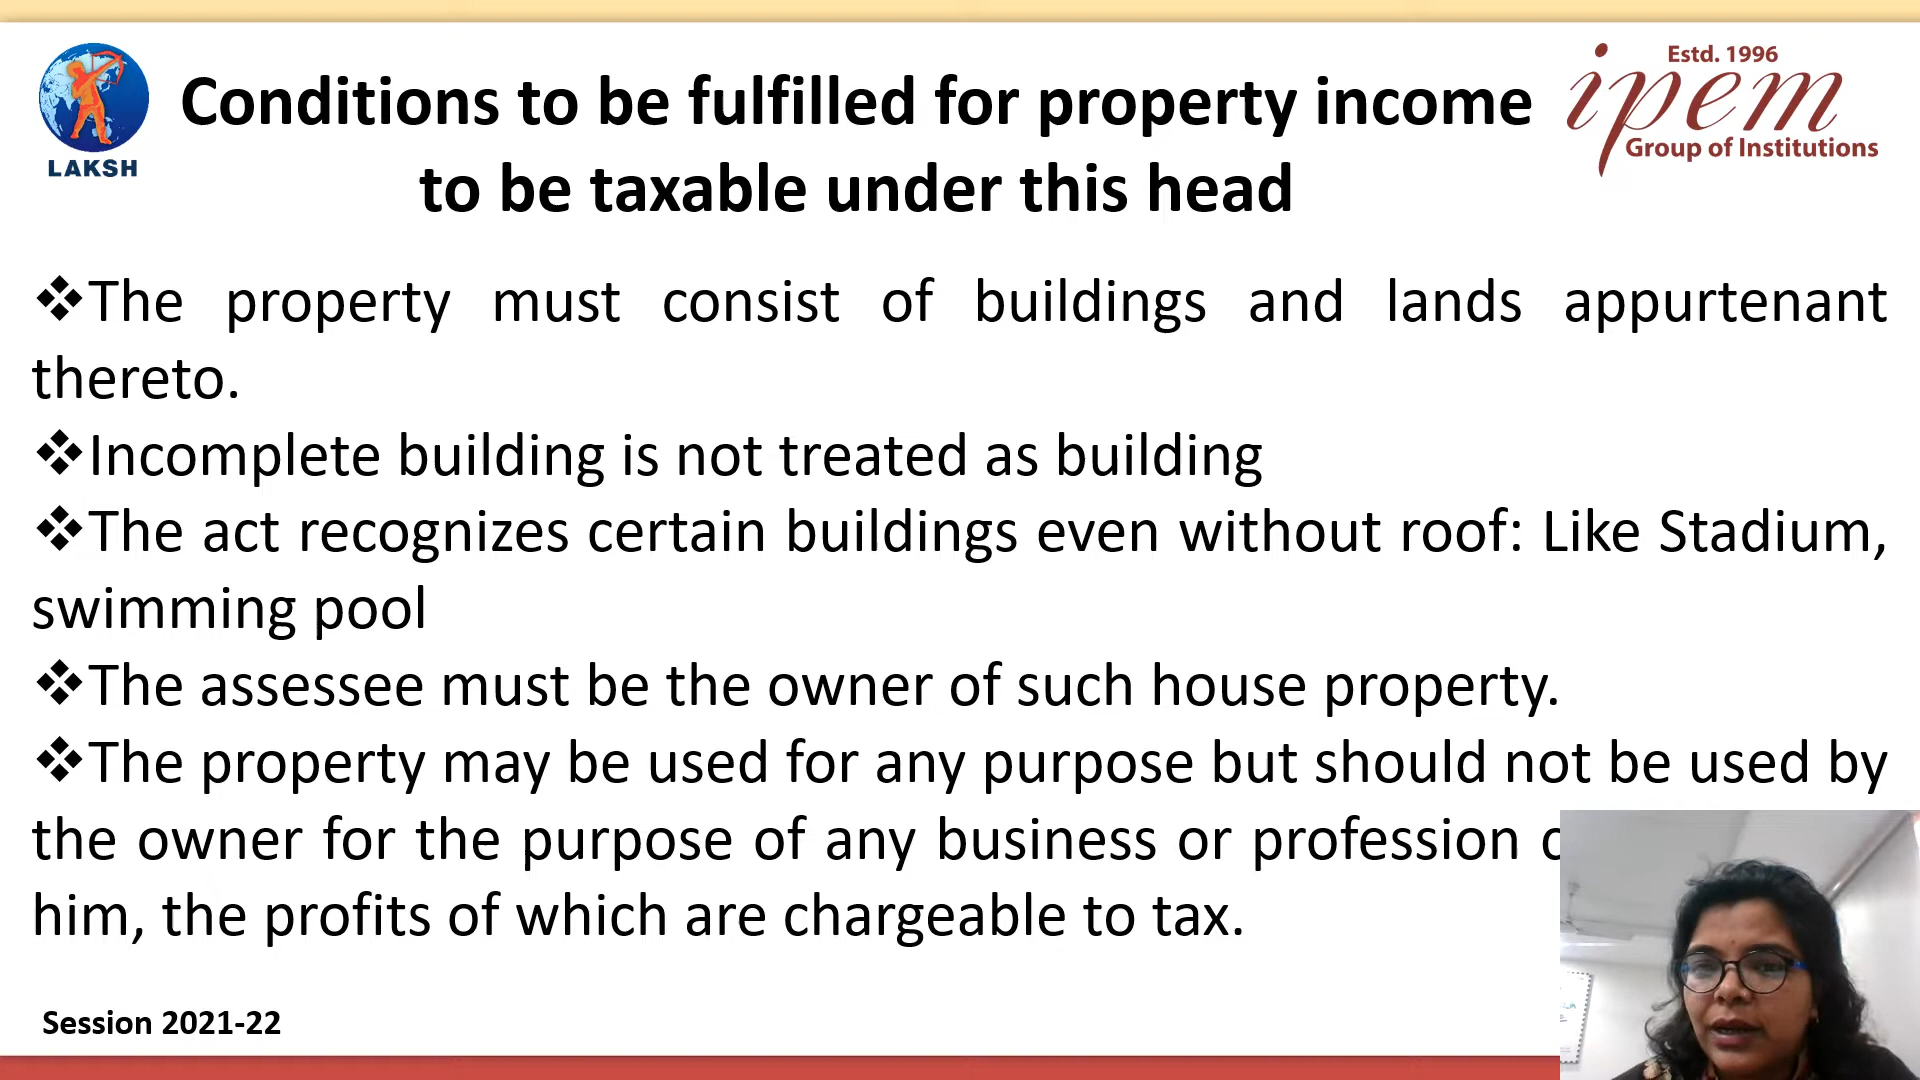 Estd. 1996
ipem
Group of Institutions
LAKSH
Conditions to be fulfilled for property income
to be taxable under this head
❖The property must consist of buildings and lands appurtenant
thereto.
❖Incomplete building is not treated as building
❖The act recognizes certain buildings even without roof: Like Stadium,
swimming pool
❖The assessee must be the owner of such house property.
❖The property may be used for any purpose but should not be used by
the owner for the purpose of any business or profession
him, the profits of which are chargeable to tax.
Session 2021-22